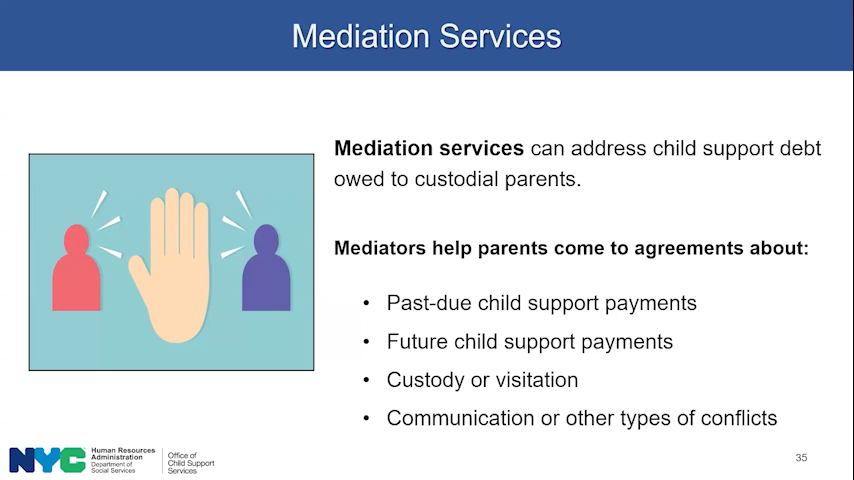 Mediation Services
Mediation services can address child support debt
owed to custodial parents.
Mediators help parents come to agreements about:
• Past-due child support payments
• Future child support payments
• Custody or visitation
• Communication or other types of conflicts
NYC
Human Resources
Administration
Department of
Social Services
Office of
Child Support
Services
35